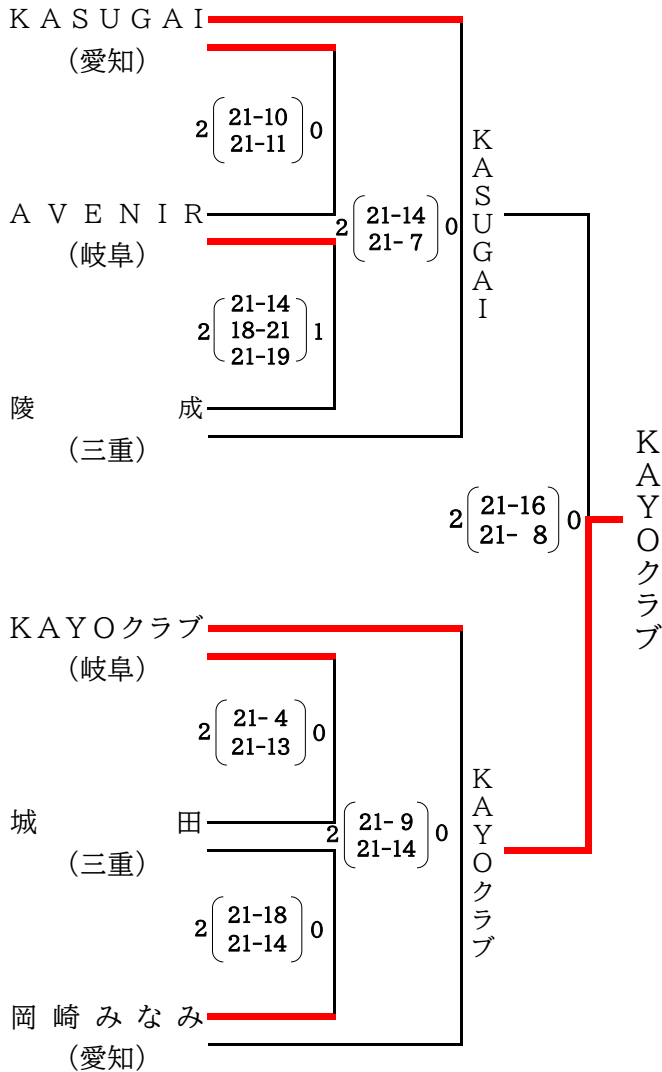 KASUGAI
(愛知)
2 21-10 0
21-11
AVENIR
(岐阜)
2 21-14 0
21- 7
KASUGAI
21-14
2 18-21 1
21-19
陵成
(三重)
2 21-16 0
21- 8
KAYOクラブ
KAYOクラブ
(岐阜)
2 21- 4 0
21-13
城田
(三重)
2 21- 9 0
21-14
KAYOクラブ
2 21-18 0
21-14
岡崎みなみ
(愛知)